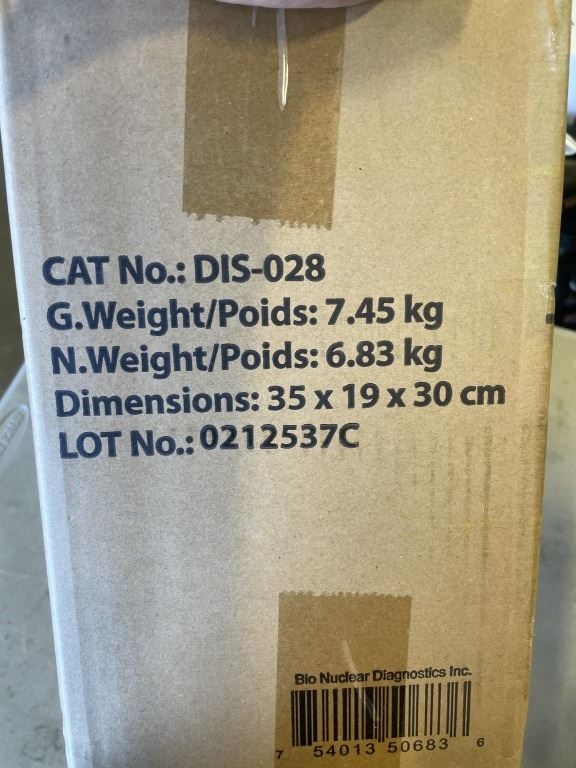 CAT No.: DIS-028
G.Weight/Poids: 7.45 kg
N.Weight/Poids: 6.83 kg
Dimensions: 35 x 19 x 30 cm
LOT No.: 0212537C
Bio Nuclear Diagnostics Inc.
7 54013 50683 6